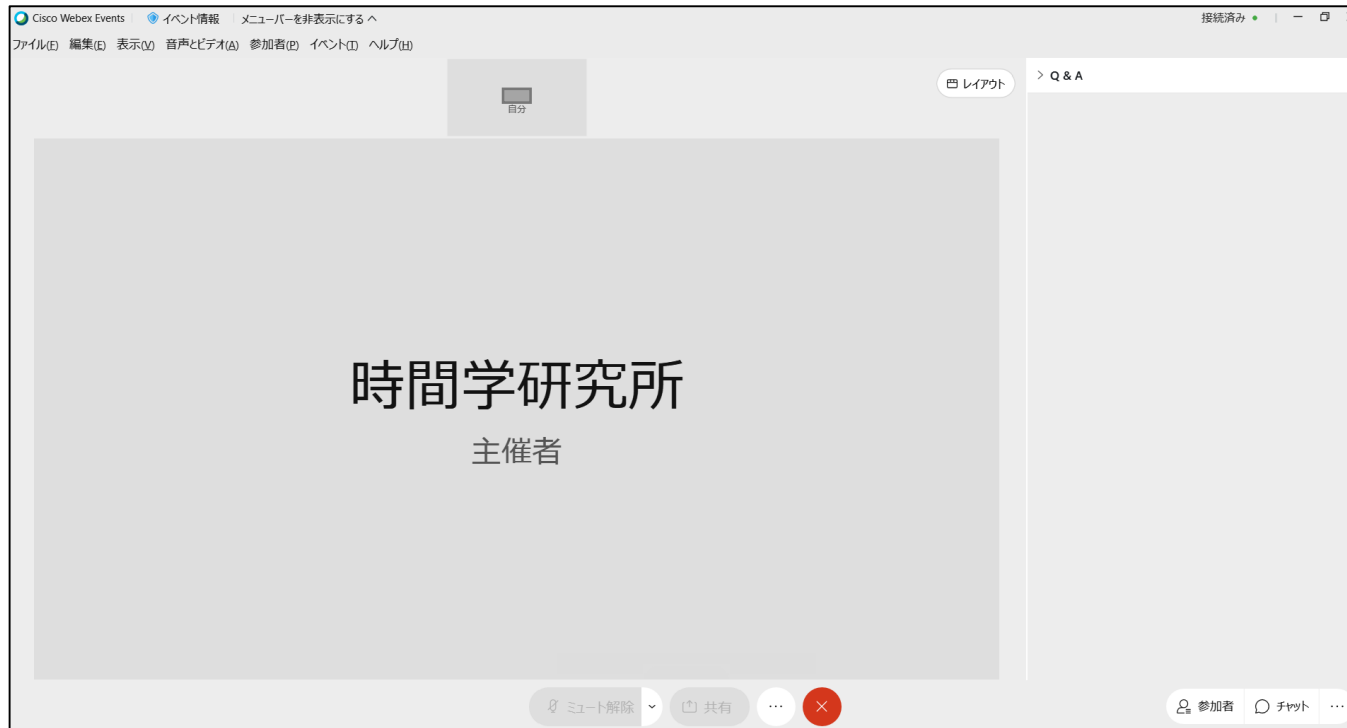 Cisco Webex Events イベント情報 メニューバーを非表示にする 接続済み
ファイル(F) 編集(E) 表示(V) 音声とビデオ(A) 参加者(P) イベント(T) ヘルプ(H)
自分
レイアウト
Q & A
時間学研究所
主催者
ミュート解除 共有 参加者 チャット